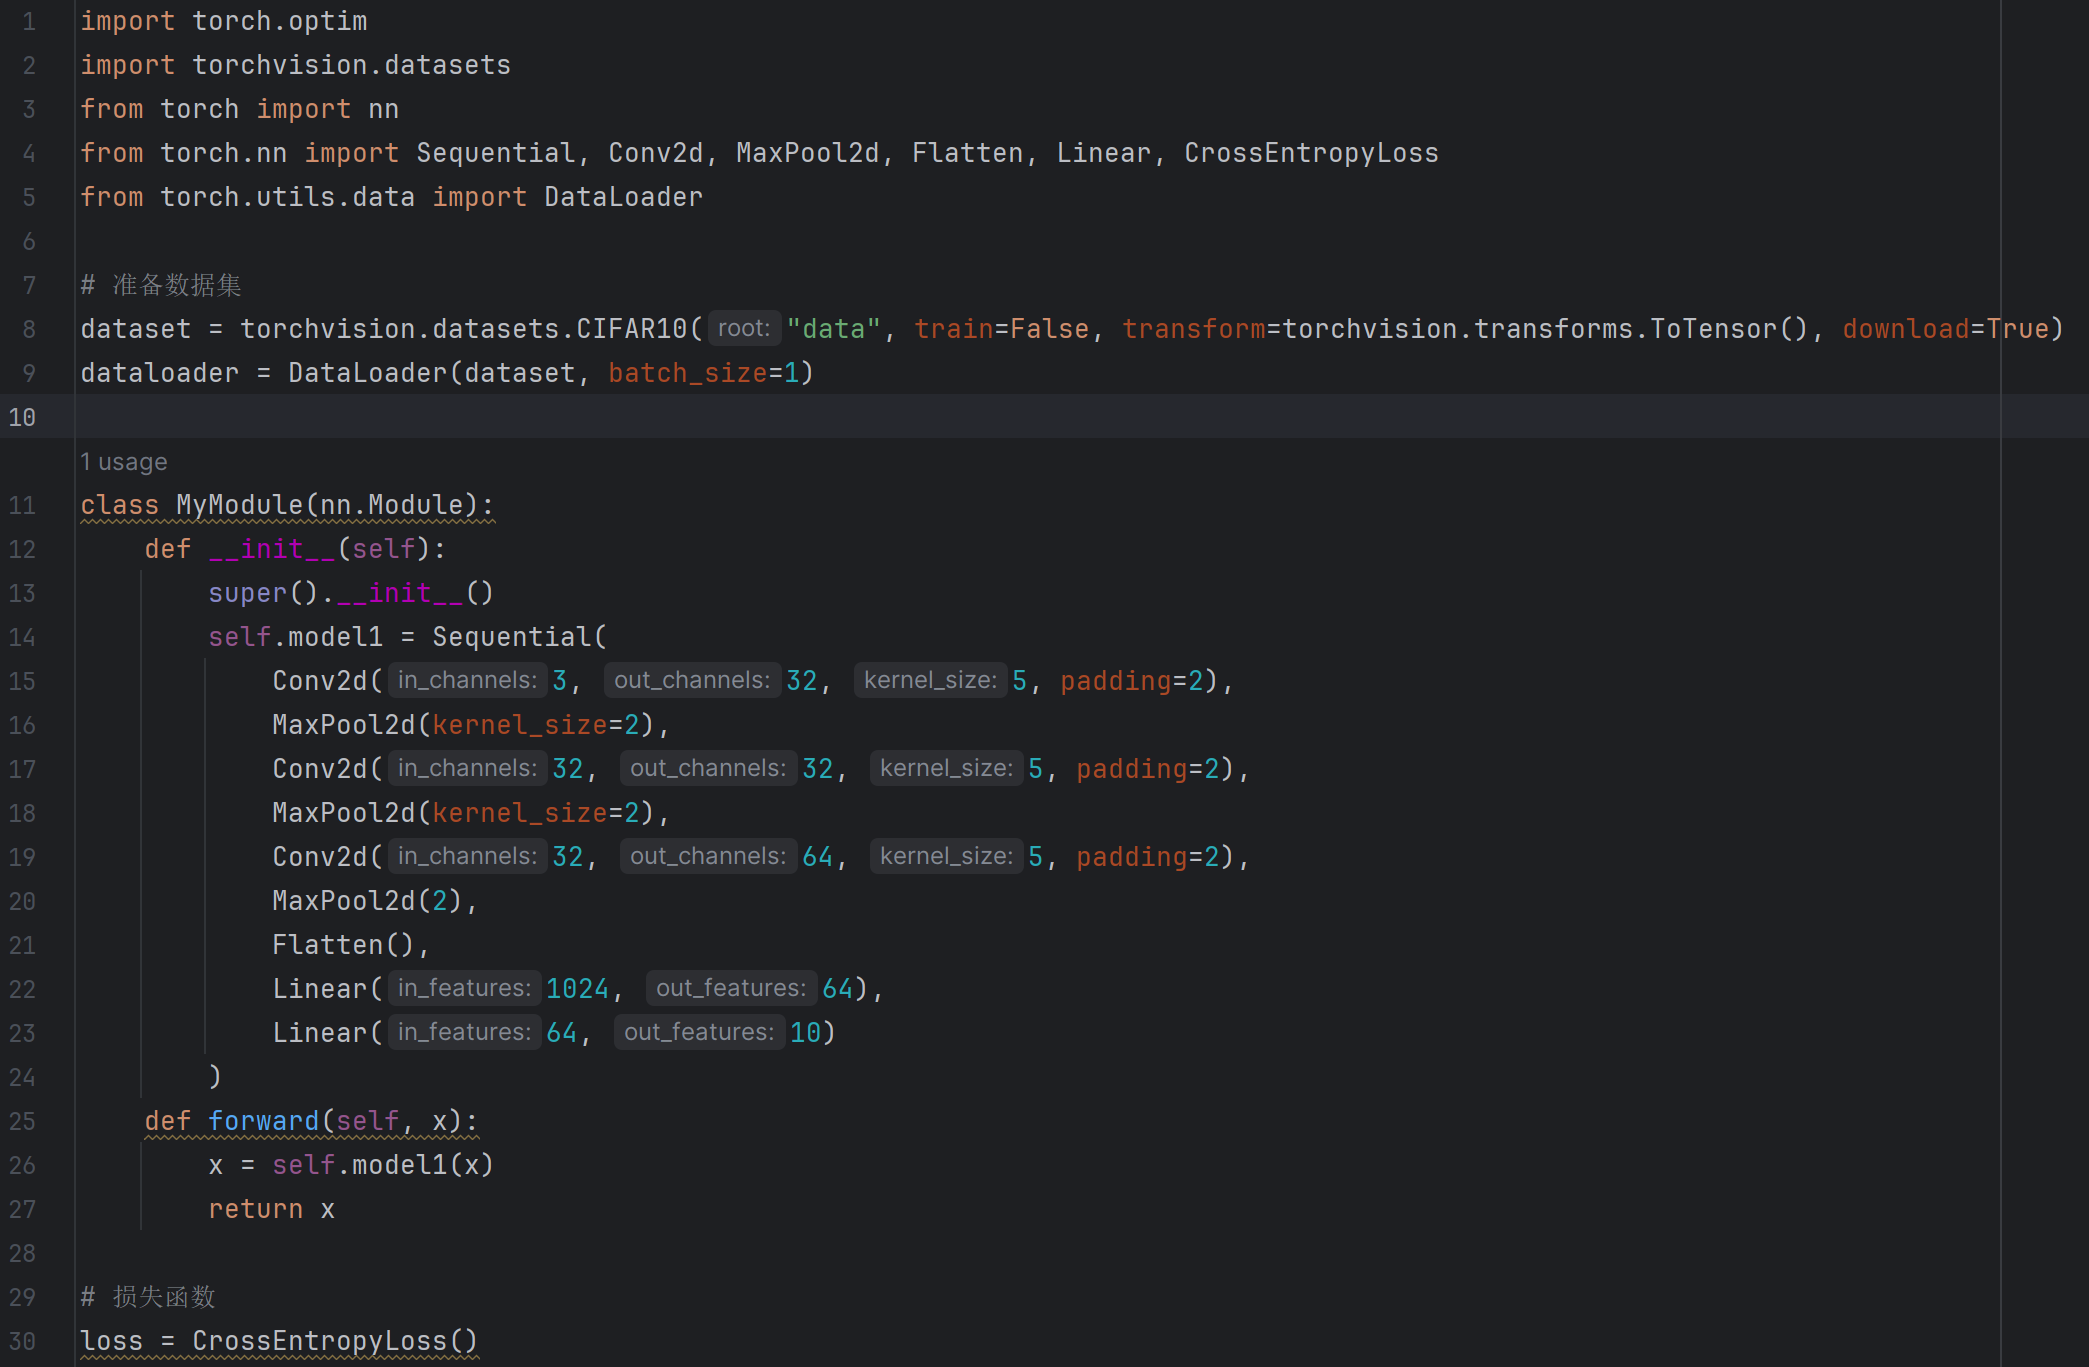 1 import torch.optim
2 import torchvision.datasets
3 from torch import nn
4 from torch.nn import Sequential, Conv2d, MaxPool2d, Flatten, Linear, CrossEntropyLoss
5 from torch.utils.data import DataLoader
6
7 # 准备数据集
8 dataset = torchvision.datasets.CIFAR10( root: "data", train=False, transform=torchvision.transforms.ToTensor(), download=True)
9 dataloader = DataLoader(dataset, batch_size=1)
10
1 usage
11 class MyModule(nn.Module):
12     def __init__(self):
13         super().__init__()
14         self.model1 = Sequential(
15             Conv2d( in_channels: 3, out_channels: 32, kernel_size: 5, padding=2),
16             MaxPool2d(kernel_size=2),
17             Conv2d( in_channels: 32, out_channels: 32, kernel_size: 5, padding=2),
18             MaxPool2d(kernel_size=2),
19             Conv2d( in_channels: 32, out_channels: 64, kernel_size: 5, padding=2),
20             MaxPool2d(2),
21             Flatten(),
22             Linear( in_features: 1024, out_features: 64),
23             Linear( in_features: 64, out_features: 10)
24         )
25     def forward(self, x):
26         x = self.model1(x)
27         return x
28
29 # 损失函数
30 loss = CrossEntropyLoss()